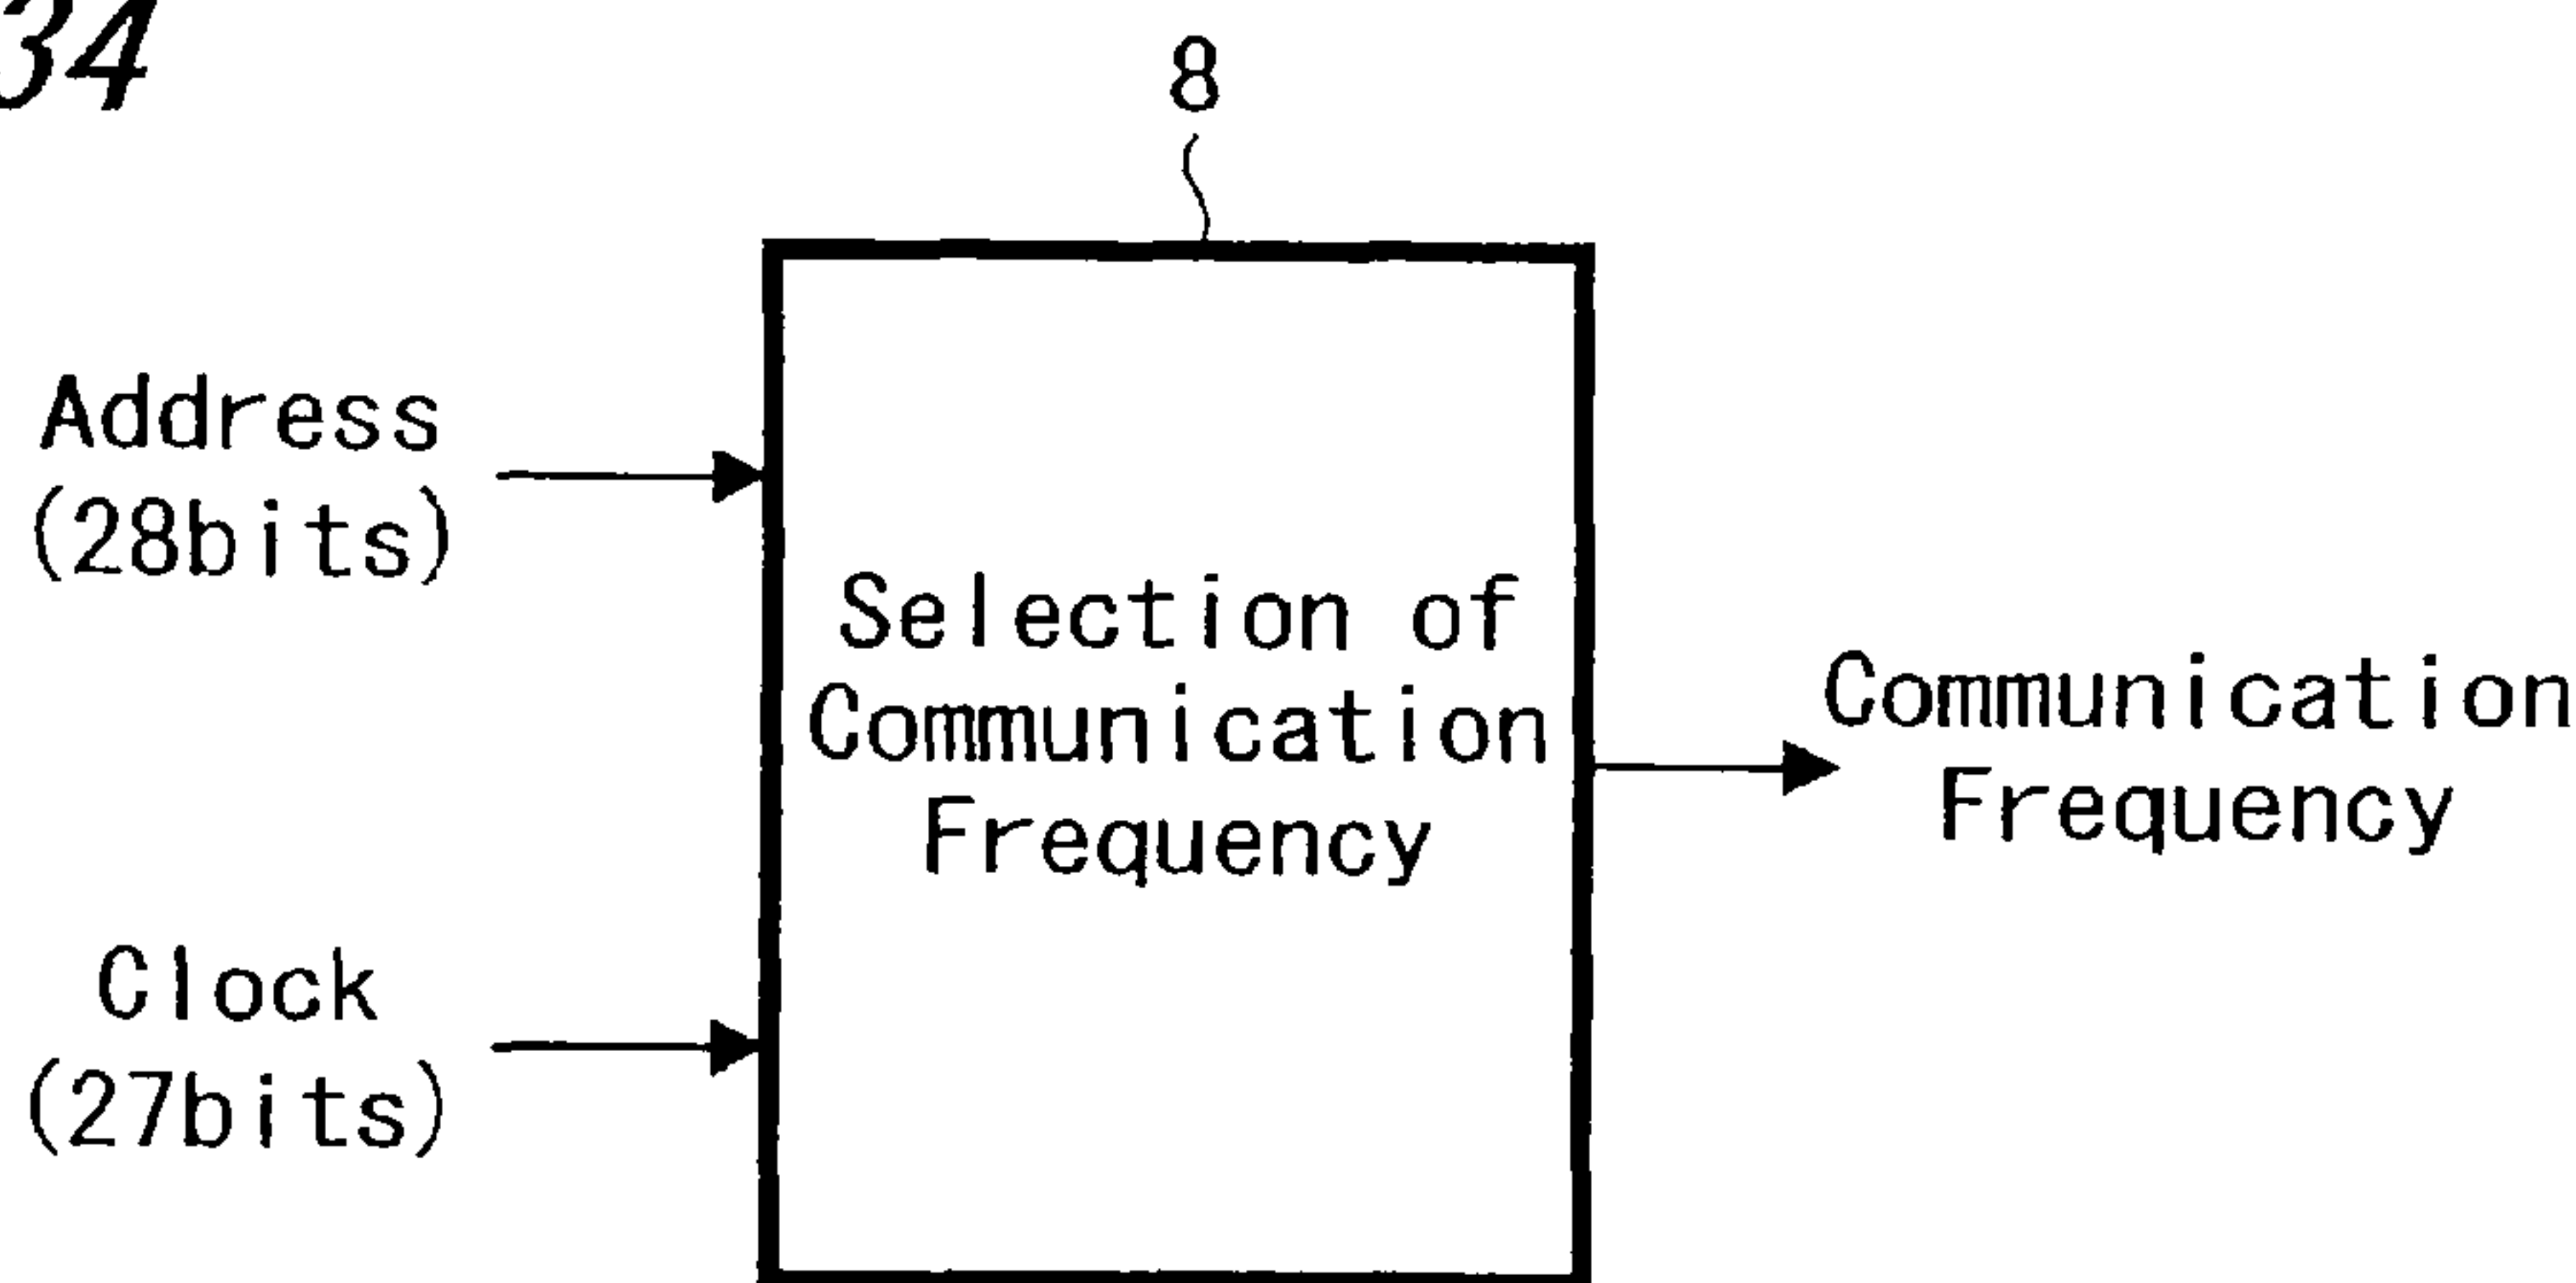 34
8
Address
(28bits)
Selection of
Communication
Frequency
Communication
Frequency
Clock
(27bits)